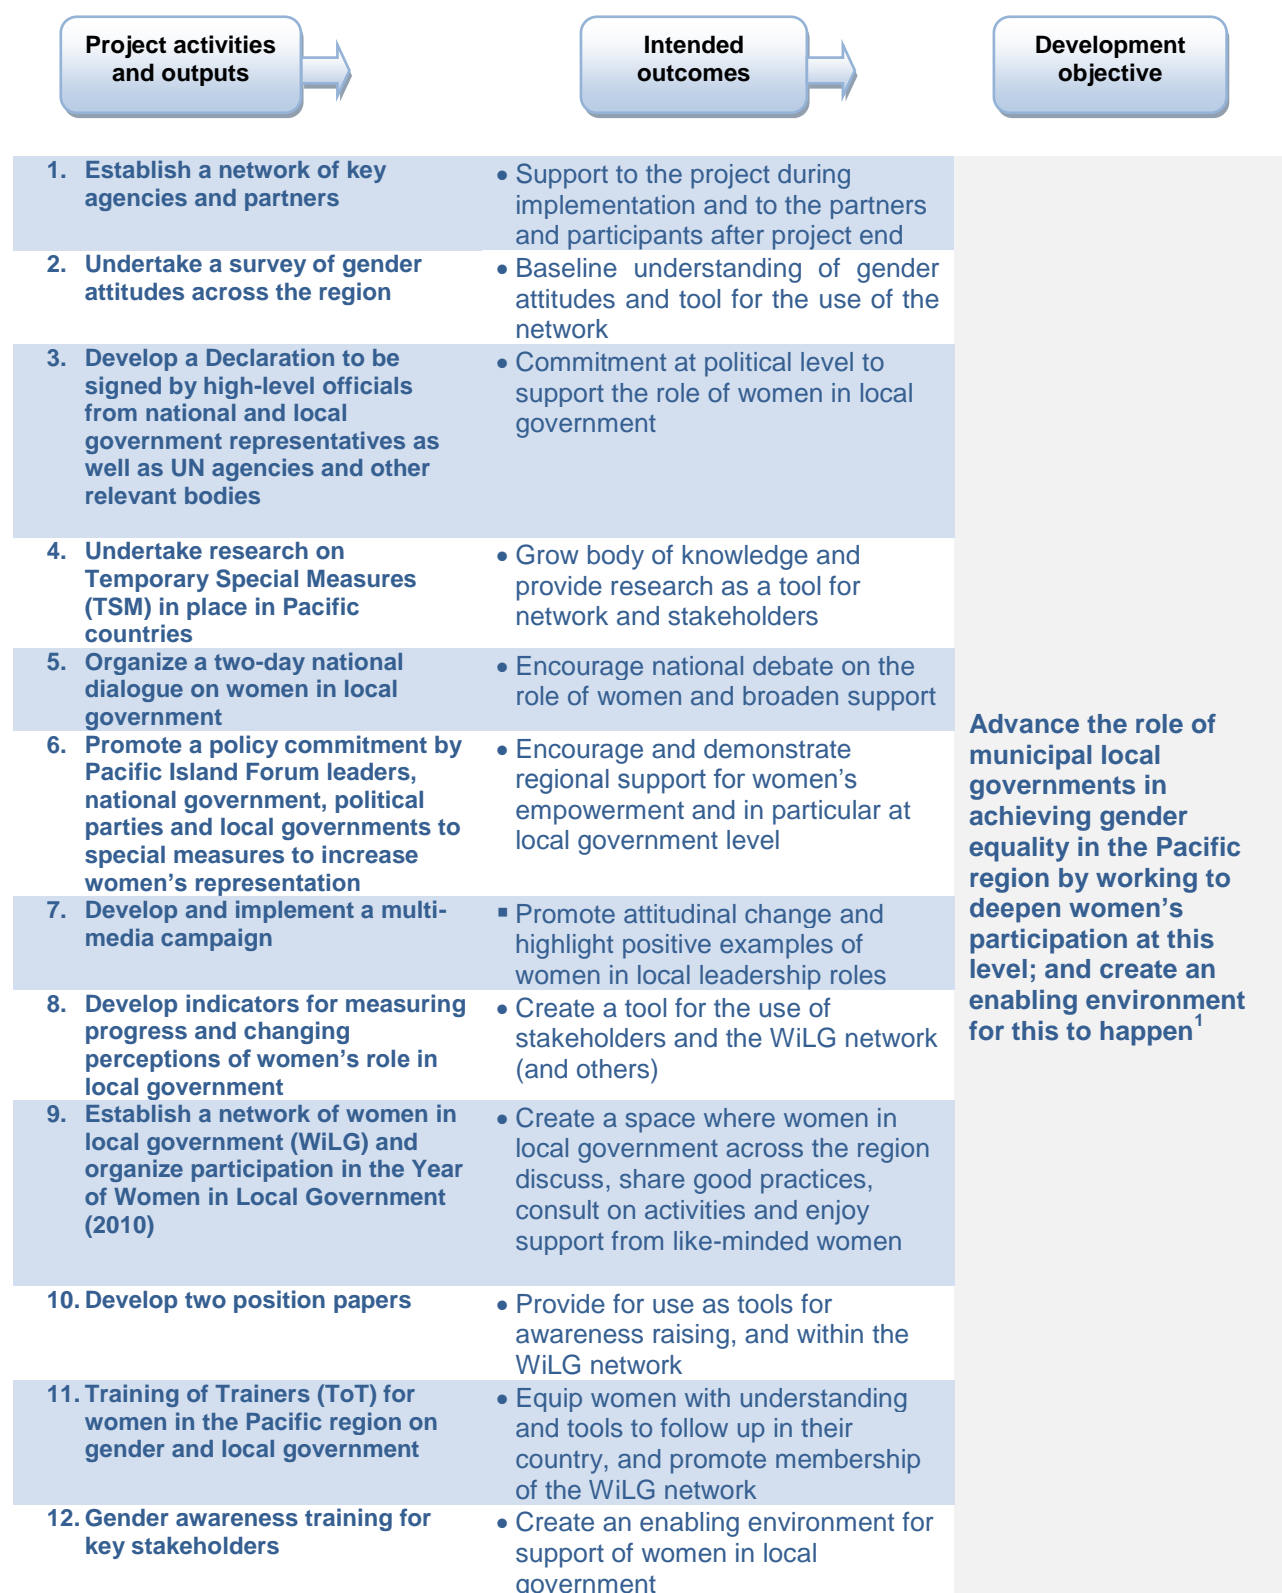 Project activities
and outputs
Intended
outcomes
Development
objective
1. Establish a network of key
agencies and partners
• Support to the project during
implementation and to the partners
and participants after project end
2. Undertake a survey of gender
attitudes across the region
• Baseline understanding of gender
attitudes and tool for the use of the
network
3. Develop a Declaration to be
signed by high-level officials
from national and local
government representatives as
well as UN agencies and other
relevant bodies
• Commitment at political level to
support the role of women in local
government
4. Undertake research on
Temporary Special Measures
(TSM) in place in Pacific
countries
• Grow body of knowledge and
provide research as a tool for
network and stakeholders
5. Organize a two-day national
dialogue on women in local
government
• Encourage national debate on the
role of women and broaden support
6. Promote a policy commitment by
Pacific Island Forum leaders,
national government, political
parties and local governments to
special measures to increase
women’s representation
• Encourage and demonstrate
regional support for women’s
empowerment and in particular at
local government level
7. Develop and implement a multi-
media campaign
▪ Promote attitudinal change and
highlight positive examples of
women in local leadership roles
8. Develop indicators for measuring
progress and changing
perceptions of women’s role in
local government
• Create a tool for the use of
stakeholders and the WiLG network
(and others)
9. Establish a network of women in
local government (WiLG) and
organize participation in the Year
of Women in Local Government
(2010)
• Create a space where women in
local government across the region
discuss, share good practices,
consult on activities and enjoy
support from like-minded women
10. Develop two position papers
• Provide for use as tools for
awareness raising, and within the
WiLG network
11. Training of Trainers (ToT) for
women in the Pacific region on
gender and local government
• Equip women with understanding
and tools to follow up in their
country, and promote membership
of the WiLG network
12. Gender awareness training for
key stakeholders
• Create an enabling environment for
support of women in local
government
Advance the role of
municipal local
governments in
achieving gender
equality in the Pacific
region by working to
deepen women’s
participation at this
level; and create an
enabling environment
for this to happen¹